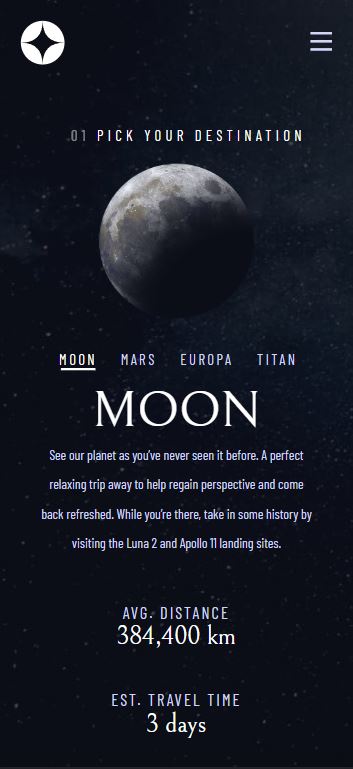 01 PICK YOUR DESTINATION
MOON MARS EUROPA TITAN
MOON
See our planet as you've never seen it before. A perfect
relaxing trip away to help regain perspective and come
back refreshed. While you're there, take in some history by
visiting the Luna 2 and Apollo 11 landing sites.
AVG. DISTANCE
384,400 km
EST. TRAVEL TIME
3 days